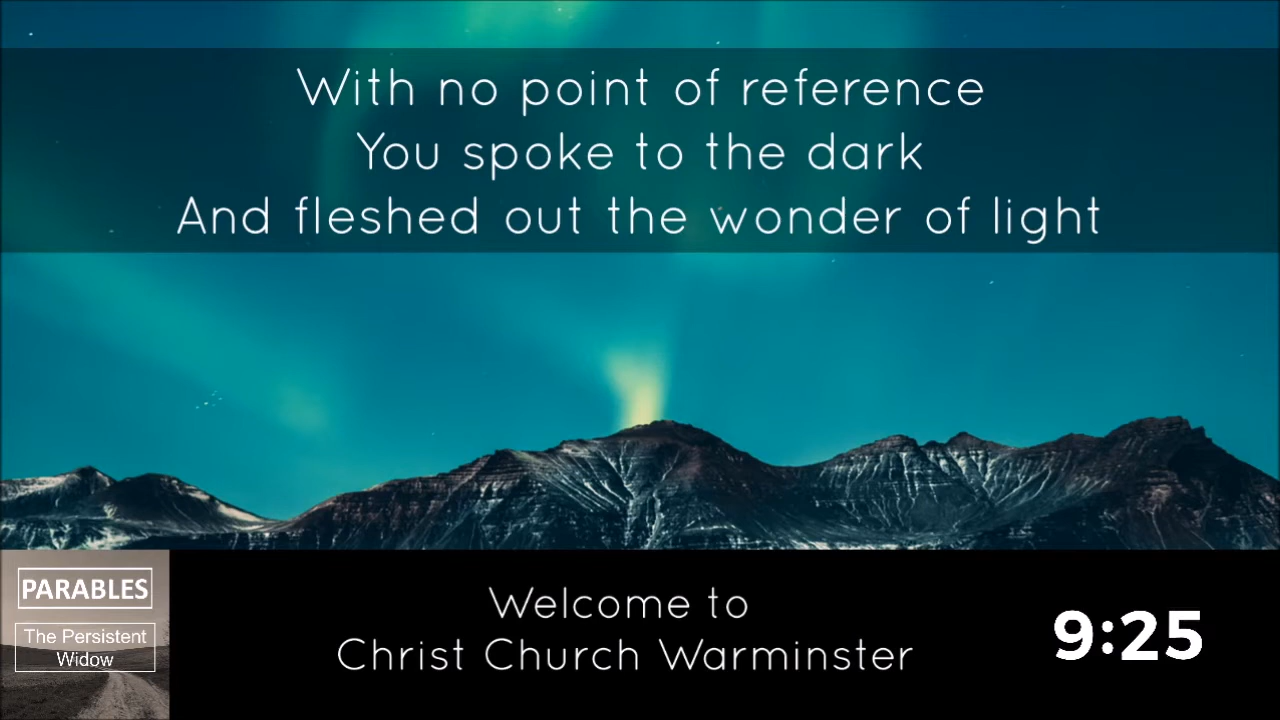 With no point of reference
You spoke to the dark
And fleshed out the wonder of light
PARABLES
The Persistent
Widow
Welcome to
Christ Church Warminster
9:25